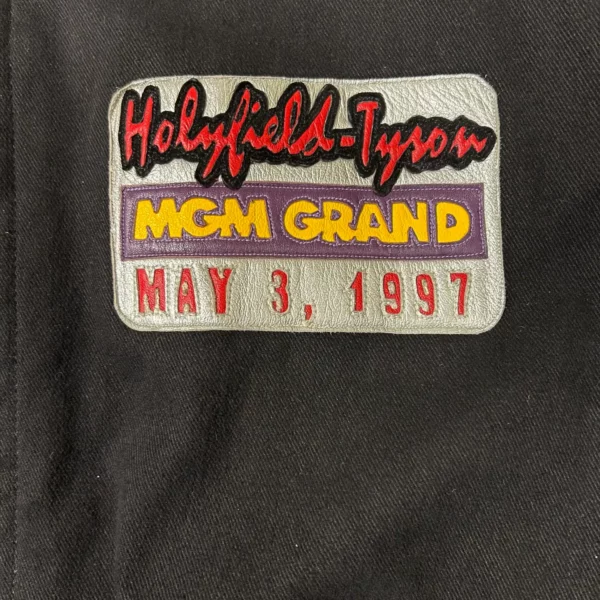 Holyfield-Tyson
MGM GRAND
MAY 3, 1997